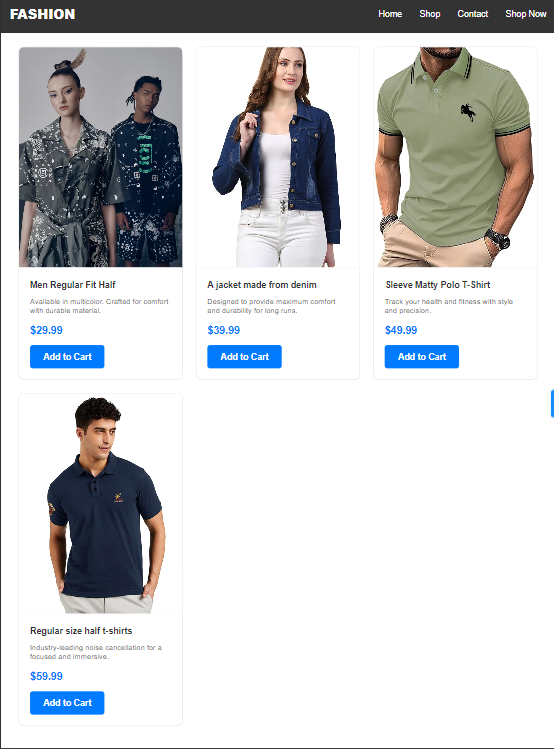 FASHION
Home Shop Contact Shop Now
Men Regular Fit Half
Available in multicolor. Crafted for comfort
with durable material.
$29.99
Add to Cart
A jacket made from denim
Designed to provide maximum comfort
and durability for long runs.
$39.99
Add to Cart
Sleeve Matty Polo T-Shirt
Track your health and fitness with style
and precision.
$49.99
Add to Cart
Regular size half t-shirts
Industry-leading noise cancellation for a
focused and immersive.
$59.99
Add to Cart